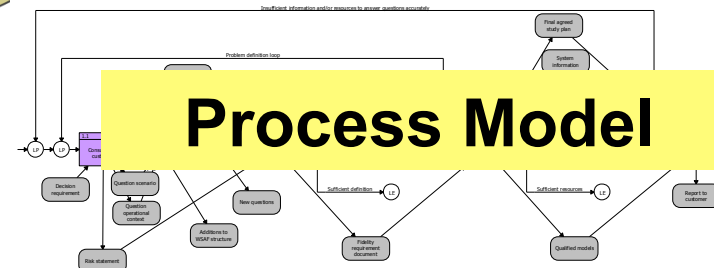 Insufficient information and/or resources to answer questions accurately
Final agreed
study plan
Problem definition loop
System
information
Process Model
LP
LP
1.1
Decision
requirement
Question scenario
Question
operational
context
New questions
Additions to
WSAF structure
Risk statement
Sufficient definition
LE
Fidelity
requirement
document
Sufficient resources
LE
Qualified models
Report to
customer